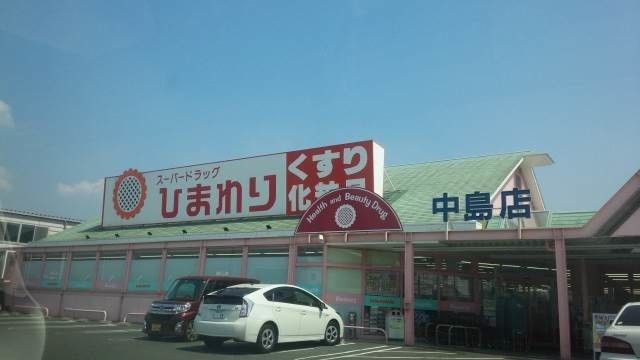 スーパードラッグ
ひまわり
くすり
化粧品
Health and Beauty Drug
中島店